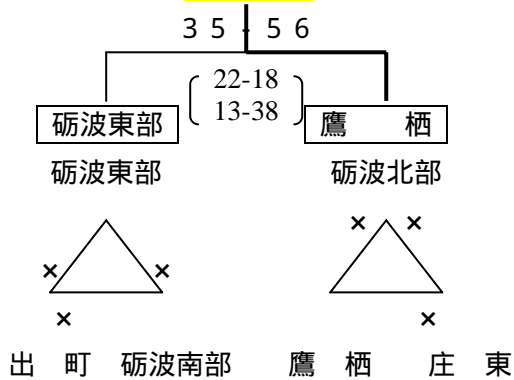 35-56
22-18
13-38
砺波東部 鷹栖
砺波東部 砺波北部
× × × ×
× ×
出町 砺波南部 鷹栖 庄東